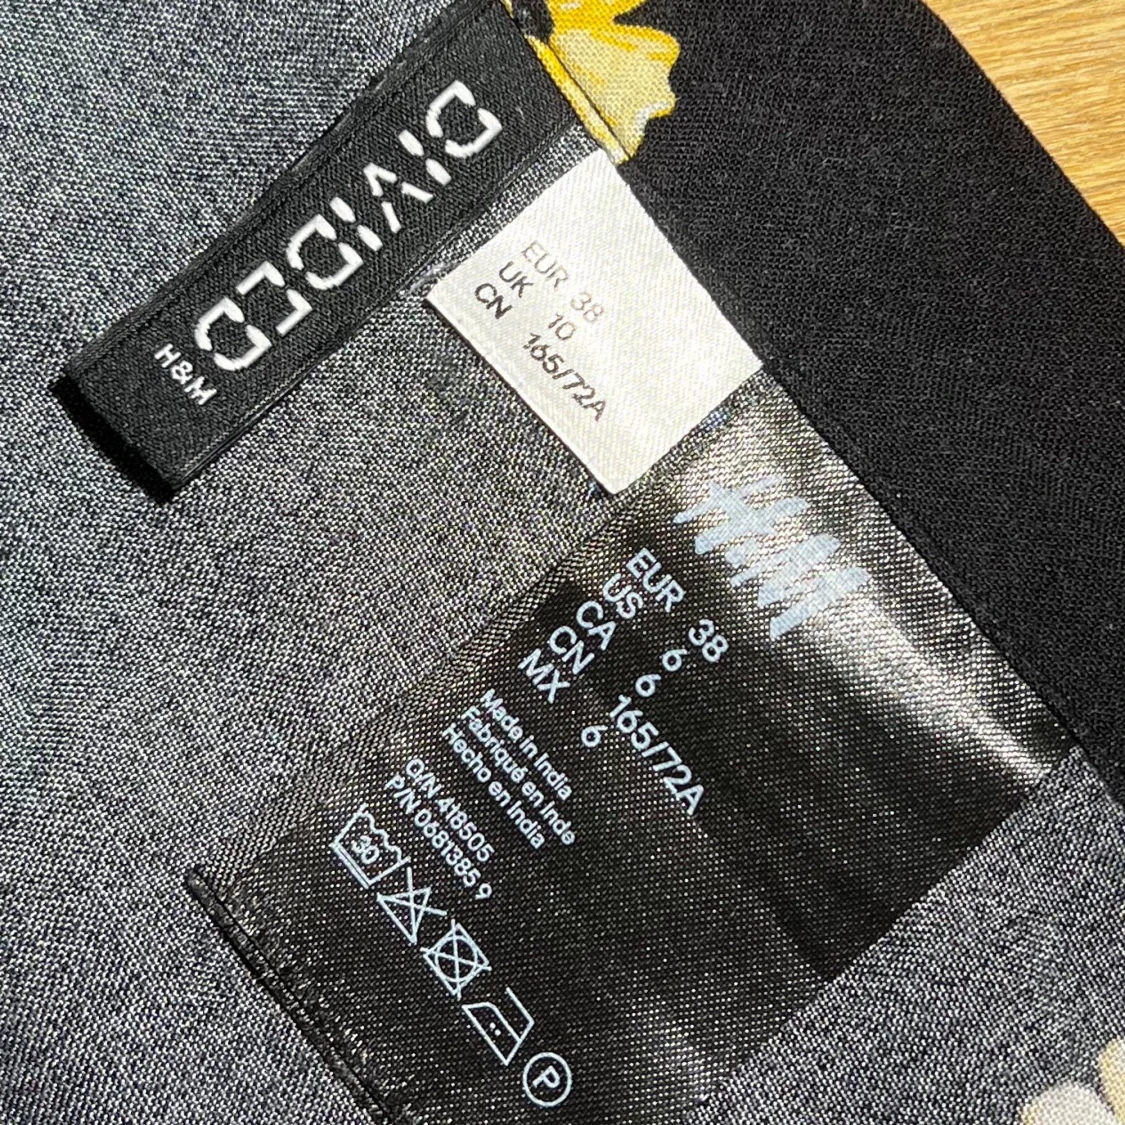 DIVIDED
H&M
EUR 38
UK 10
CN 165/72A
H&M
EUR 38
US 6
CA 6
CN 165/72A
MX 6
Made in India
Fabriqué en Inde
Hecho en India
O/N 418505
P/N 0681385 9
30
P